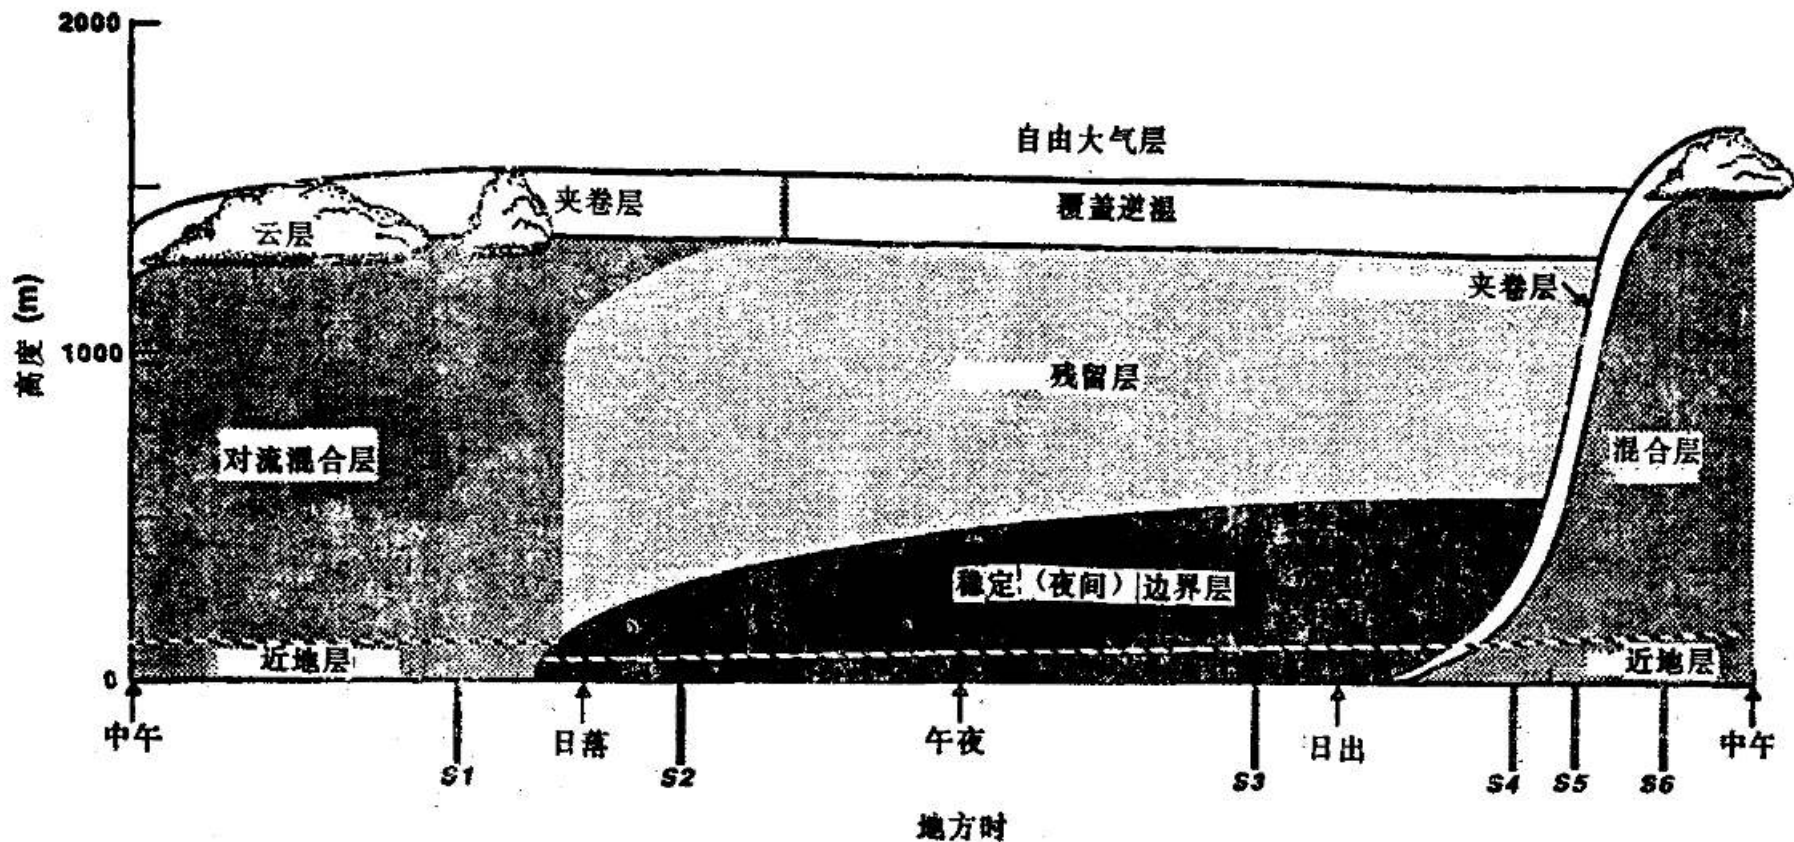 2000
自由大气层
夹卷层
覆盖逆温
云层
夹卷层
高度 (m)
1000
残留层
对流混合层
混合层
稳定(夜间)边界层
近地层
近地层
0
中午
日落
午夜
日出
中午
S1
S2
S3
S4
S5
S6
地方时